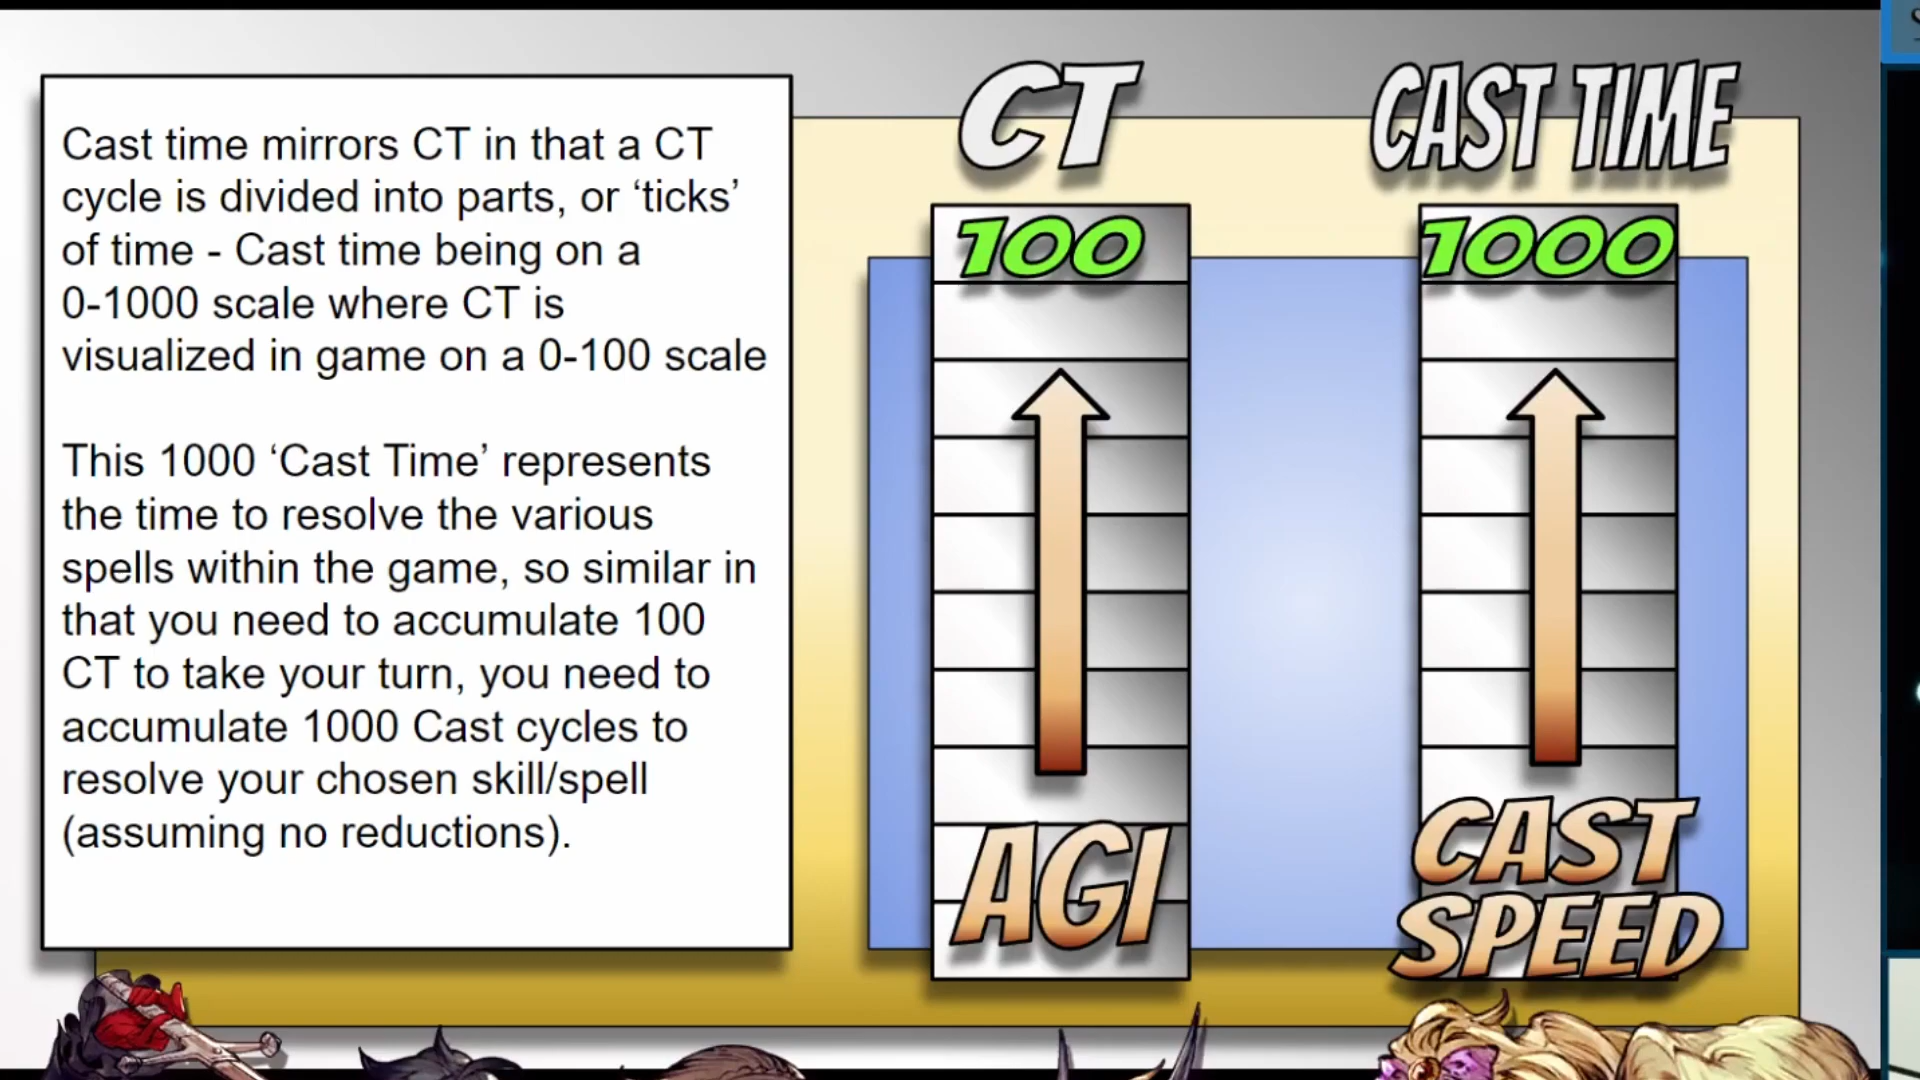 Cast time mirrors CT in that a CT
cycle is divided into parts, or ‘ticks’
of time - Cast time being on a
0-1000 scale where CT is
visualized in game on a 0-100 scale
This 1000 ‘Cast Time’ represents
the time to resolve the various
spells within the game, so similar in
that you need to accumulate 100
CT to take your turn, you need to
accumulate 1000 Cast cycles to
resolve your chosen skill/spell
(assuming no reductions).
CT
100
AGI
CAST TIME
1000
CAST
SPEED